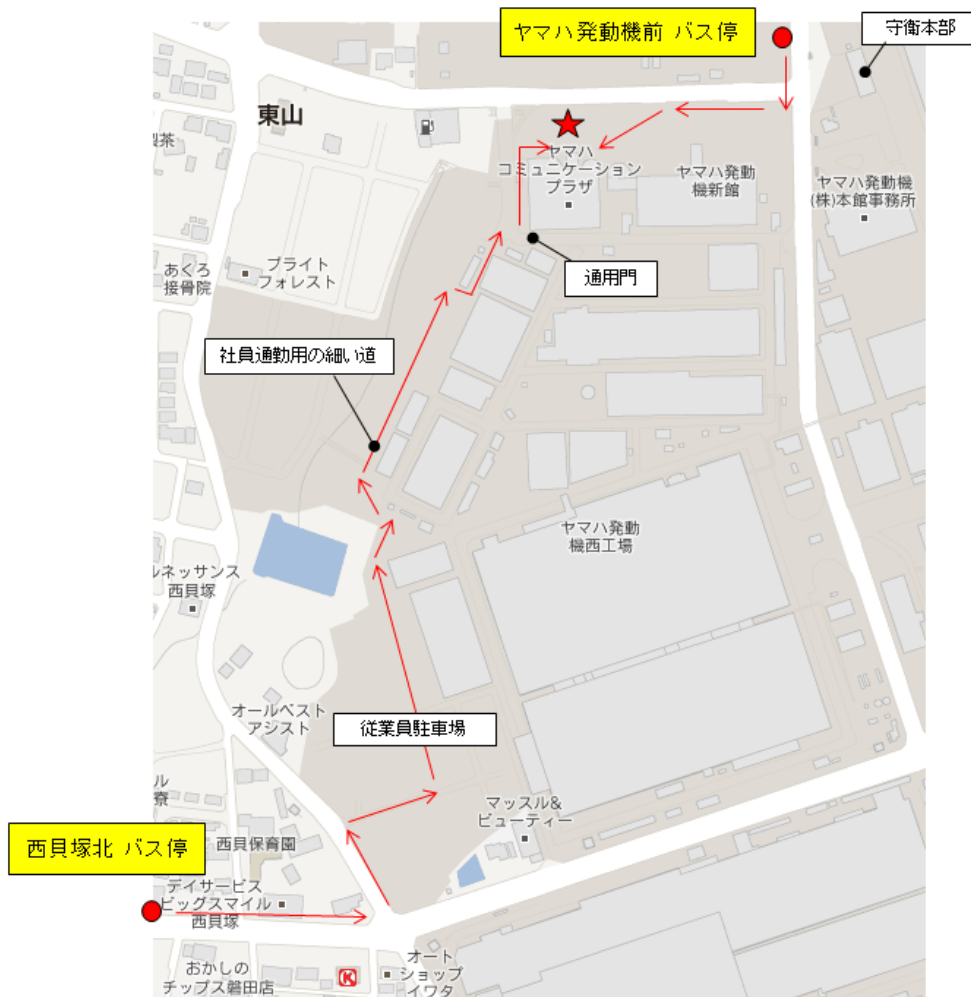 ヤマハ発動機前 バス停
守衛本部
東山
製茶
ヤマハ
コミュニケーション
プラザ
ヤマハ発動
機新館
ヤマハ発動機
(株)本館事務所
あくろ
接骨院
ブライト
フォレスト
通用門
社員通勤用の細い道
ヤマハ発動
機西工場
ルネッサンス
西貝塚
オールベスト
アシスト
従業員駐車場
ル
寮
マッスル&
ビューティー
西貝塚北 バス停
西貝保育園
デイサービス
ビッグスマイル
西貝塚
おかしの
チップス磐田店
K
オート
ショップ
イワタ